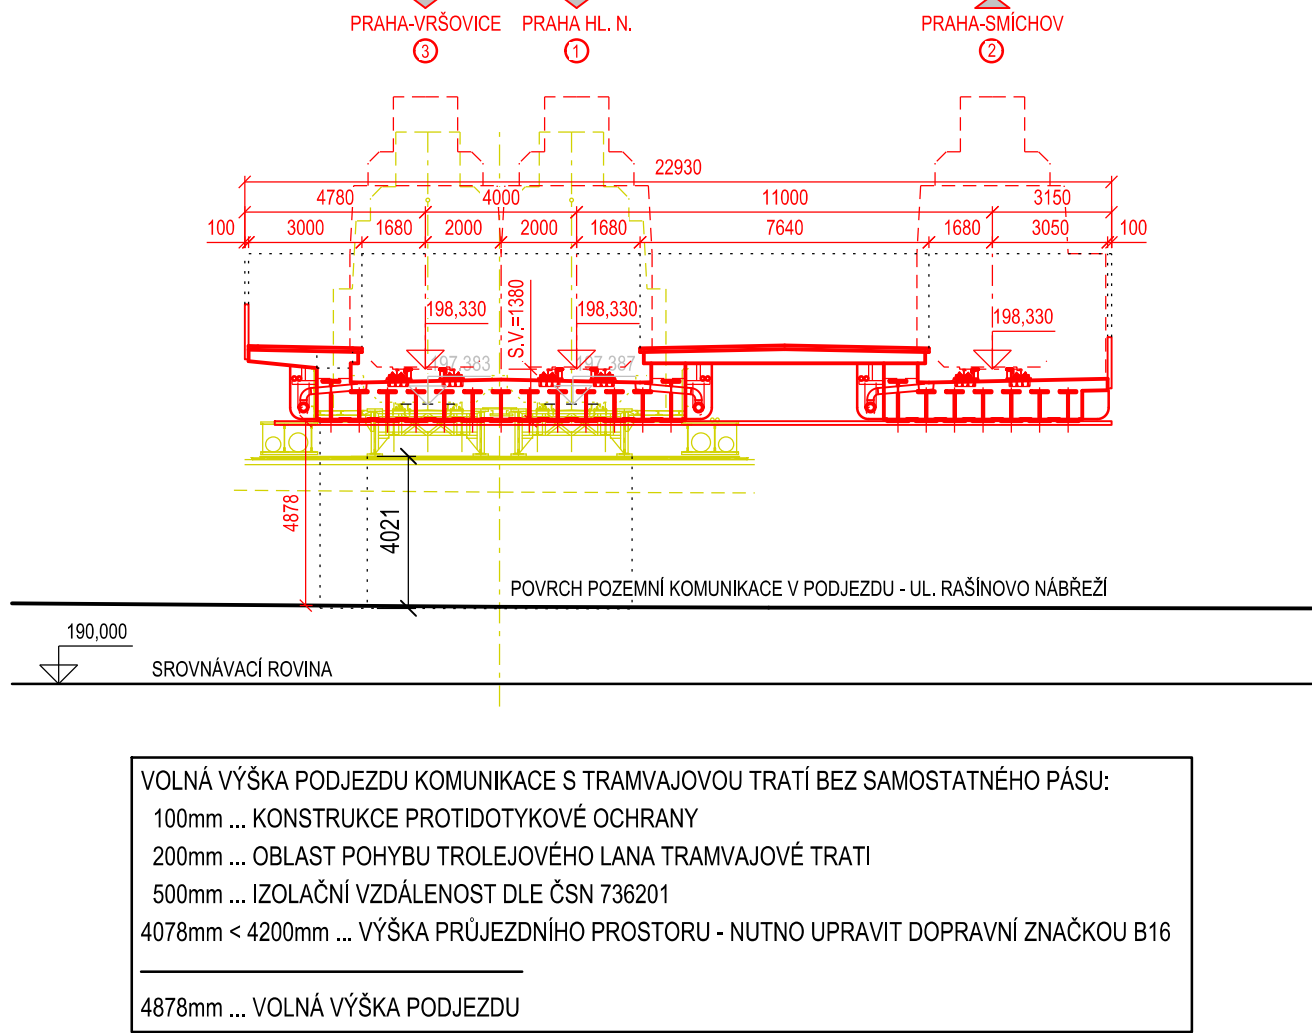 PRAHA-VRŠOVICE PRAHA HL. N. PRAHA-SMÍCHOV
3 1 2
22930
4780 4000 11000 3150
100 3000 1680 2000 2000 1680 7640 1680 3050 100
198,330 S.V.=1380 198,330 198,330
197,383 197,387
4878
4021
POVRCH POZEMNÍ KOMUNIKACE V PODJEZDU - UL. RAŠÍNOVO NÁBŘEŽÍ
190,000
SROVNÁVACÍ ROVINA
VOLNÁ VÝŠKA PODJEZDU KOMUNIKACE S TRAMVAJOVOU TRATÍ BEZ SAMOSTATNÉHO PÁSU:
100mm ... KONSTRUKCE PROTIDOTYKOVÉ OCHRANY
200mm ... OBLAST POHYBU TROLEJOVÉHO LANA TRAMVAJOVÉ TRATI
500mm ... IZOLAČNÍ VZDÁLENOST DLE ČSN 736201
4078mm < 4200mm ... VÝŠKA PRŮJEZDNÍHO PROSTORU - NUTNO UPRAVIT DOPRAVNÍ ZNAČKOU B16
4878mm ... VOLNÁ VÝŠKA PODJEZDU